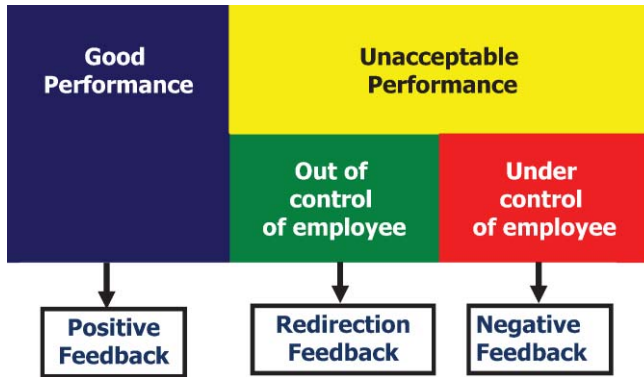 Good
Performance
Unacceptable
Performance
Out of
control
of employee
Under
control
of employee
Positive
Feedback
Redirection
Feedback
Negative
Feedback